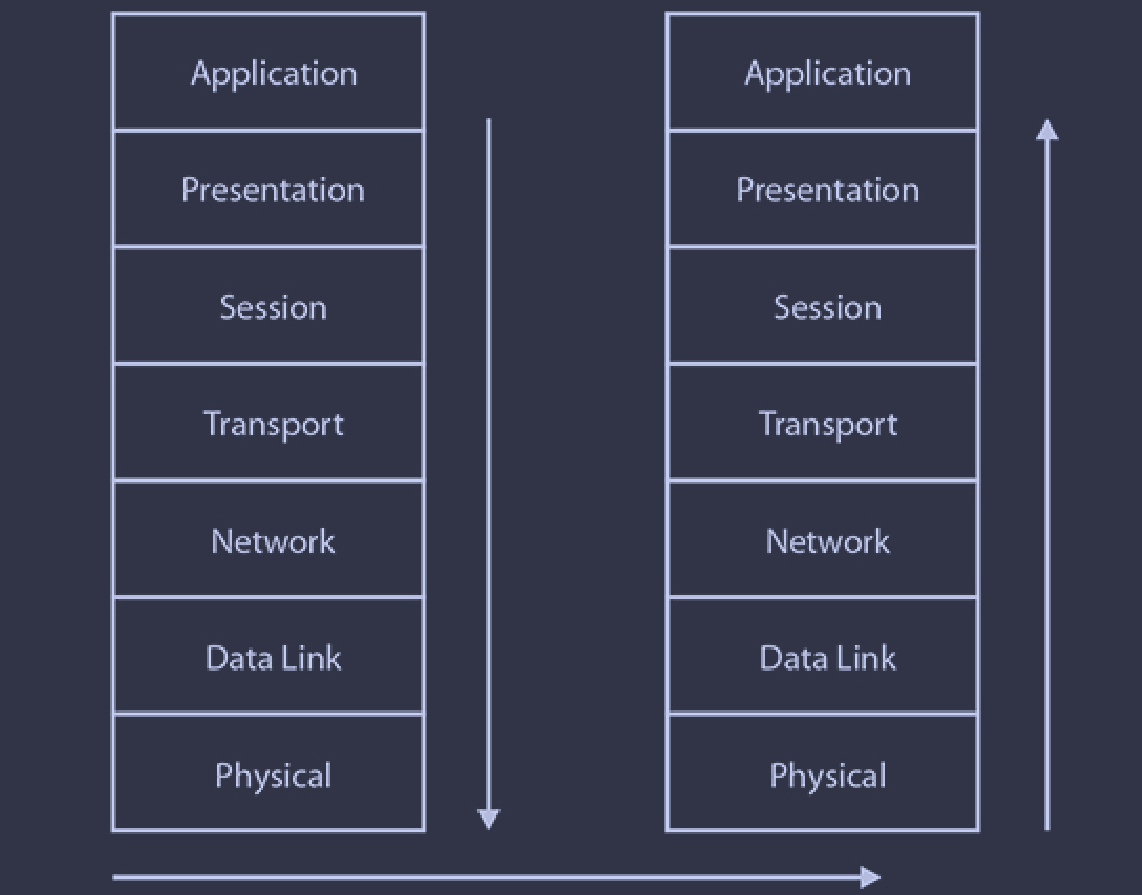 Application
Presentation
Session
Transport
Network
Data Link
Physical
Application
Presentation
Session
Transport
Network
Data Link
Physical